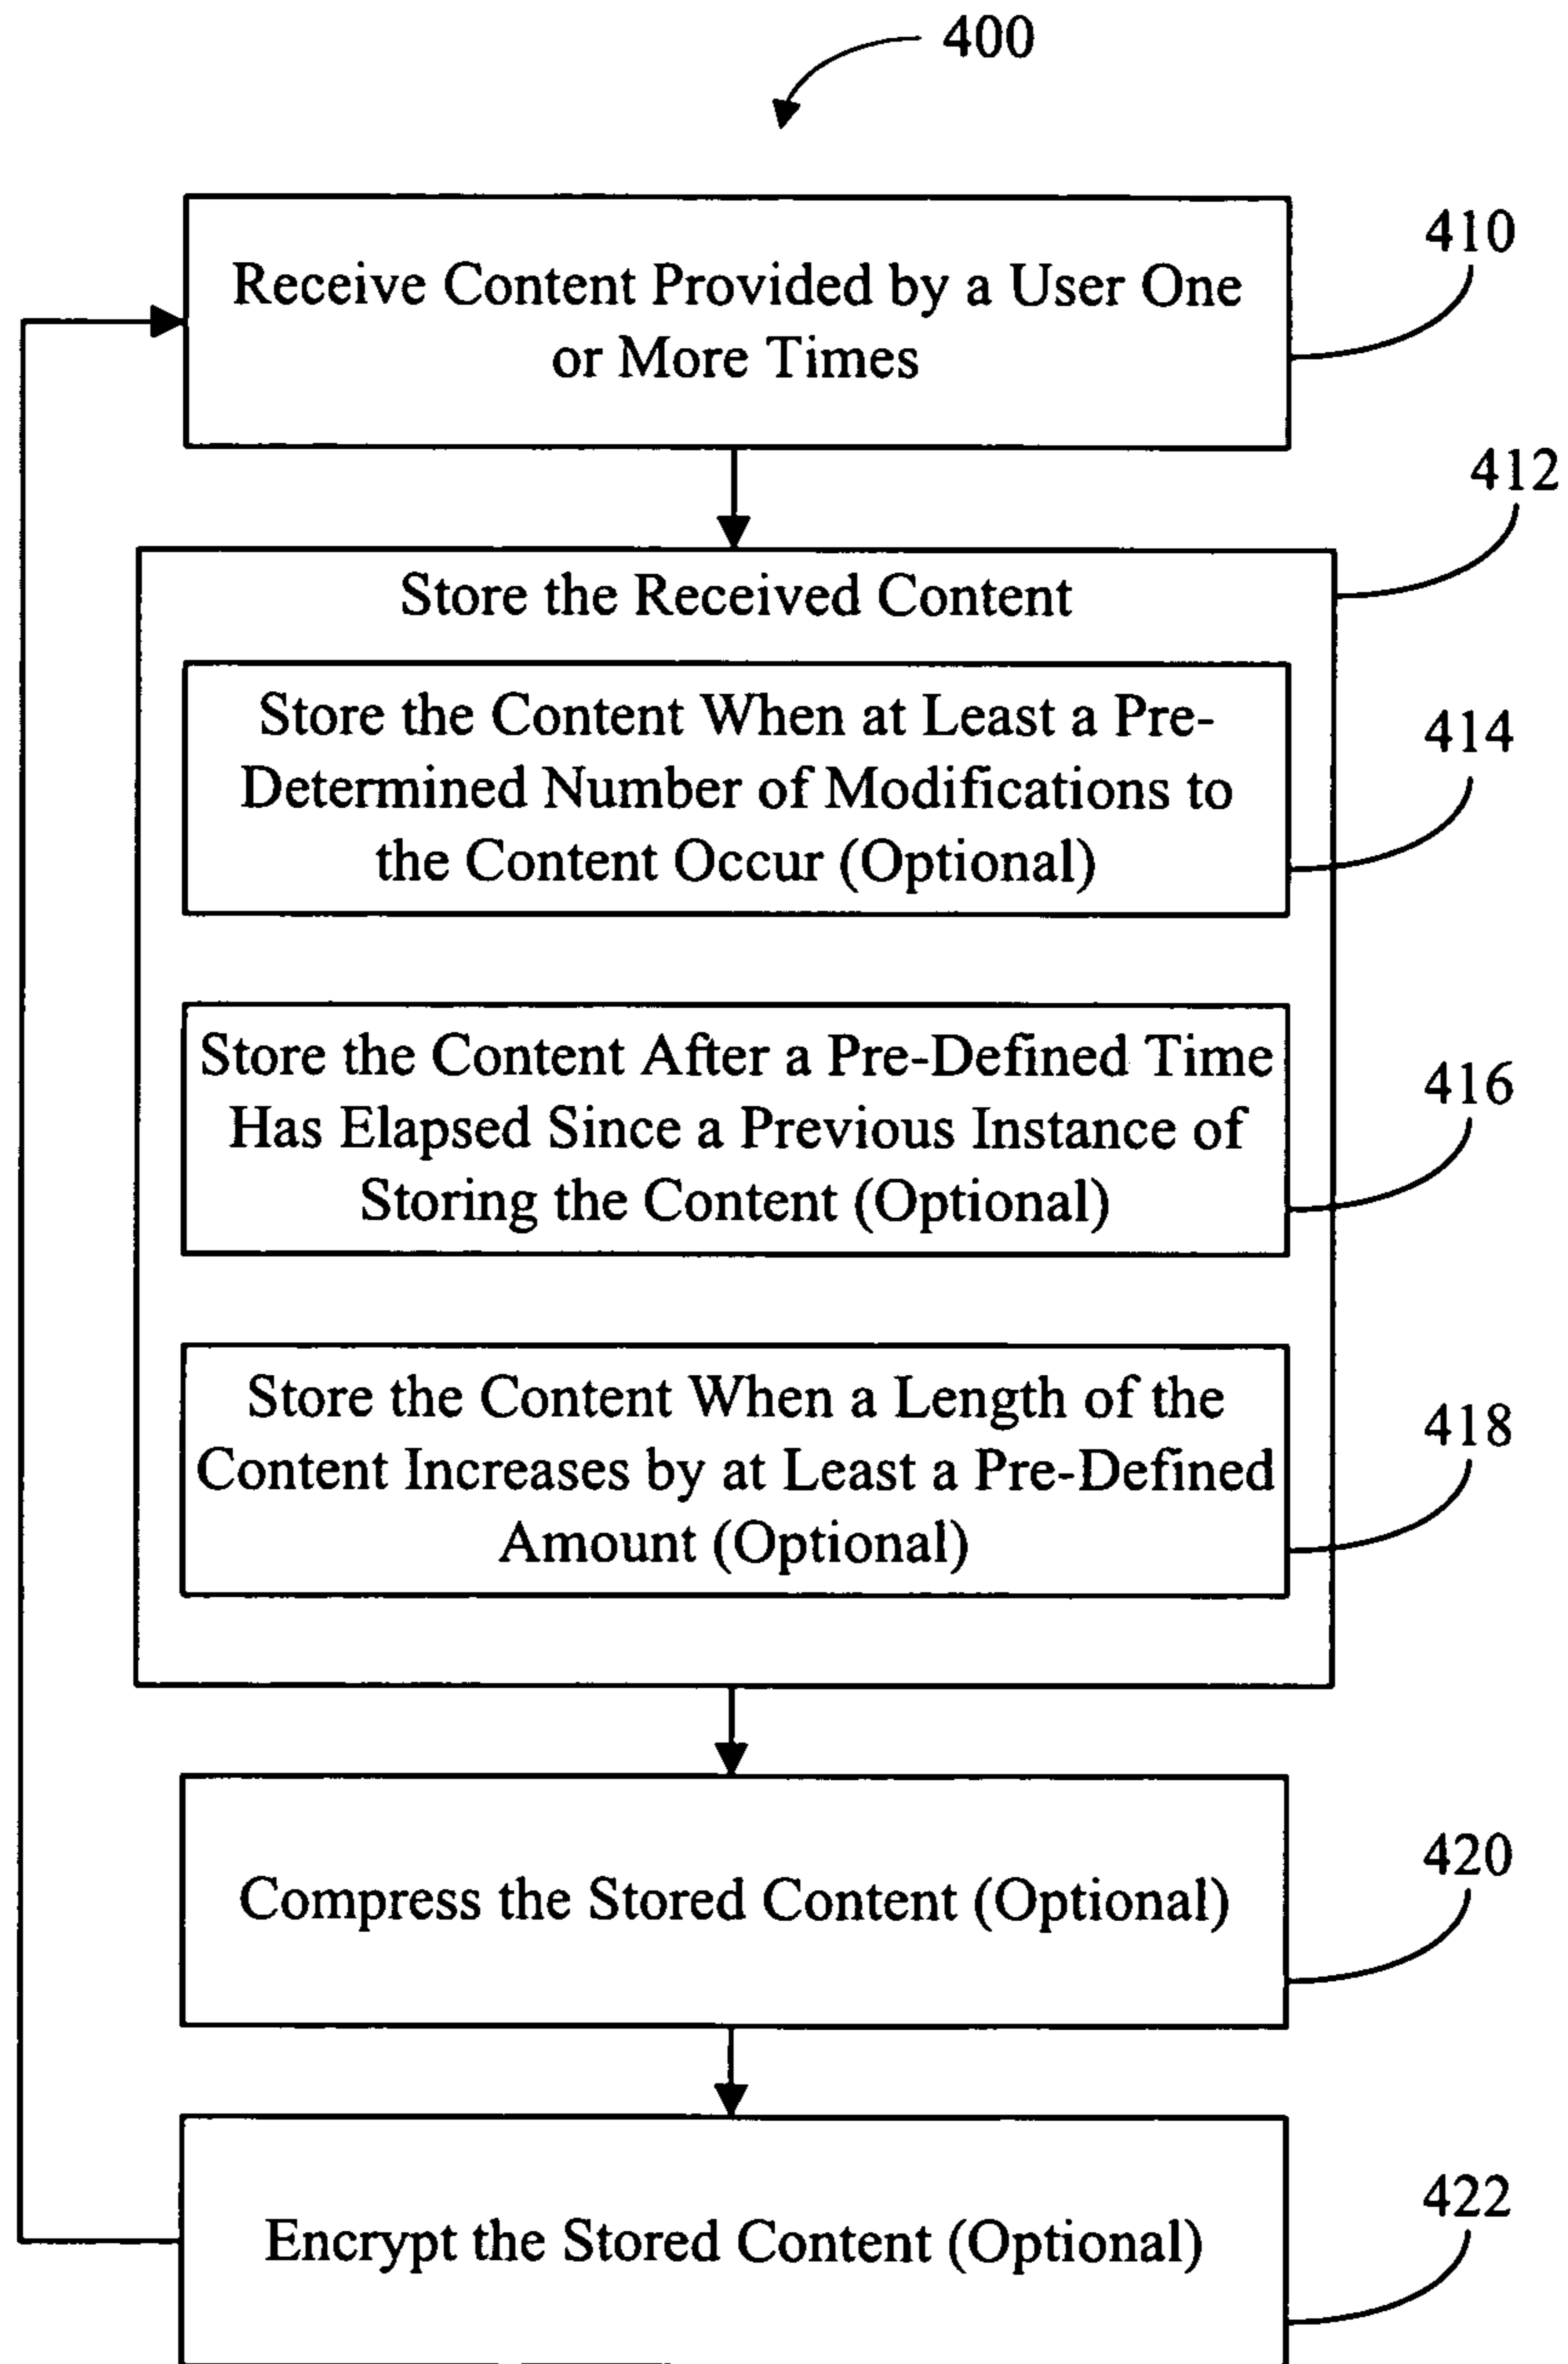 400
410
Receive Content Provided by a User One
or More Times
412
Store the Received Content
414
Store the Content When at Least a Pre-
Determined Number of Modifications to
the Content Occur (Optional)
416
Store the Content After a Pre-Defined Time
Has Elapsed Since a Previous Instance of
Storing the Content (Optional)
418
Store the Content When a Length of the
Content Increases by at Least a Pre-Defined
Amount (Optional)
420
Compress the Stored Content (Optional)
422
Encrypt the Stored Content (Optional)